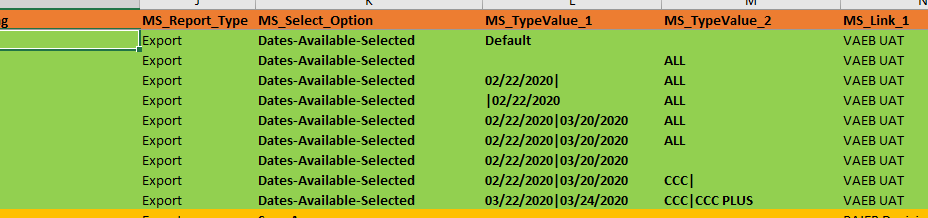 ng J K L M N
MS_Report_Type MS_Select_Option MS_TypeValue_1 MS_TypeValue_2 MS_Link_1
Export Dates-Available-Selected Default VAEB UAT
Export Dates-Available-Selected ALL VAEB UAT
Export Dates-Available-Selected 02/22/2020| ALL VAEB UAT
Export Dates-Available-Selected |02/22/2020 ALL VAEB UAT
Export Dates-Available-Selected 02/22/2020|03/20/2020 ALL VAEB UAT
Export Dates-Available-Selected 02/22/2020|03/20/2020 ALL VAEB UAT
Export Dates-Available-Selected 02/22/2020|03/20/2020 VAEB UAT
Export Dates-Available-Selected 02/22/2020|03/20/2020 CCC| VAEB UAT
Export Dates-Available-Selected 03/22/2020|03/24/2020 CCC|CCC PLUS VAEB UAT